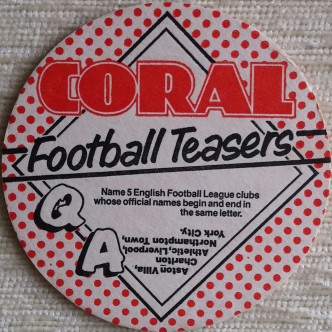 CORAL
Football Teasers
Name 5 English Football League clubs
whose official names begin and end in
the same letter.
Q
A
Aston Villa,
Charlton
Athletic, Liverpool,
Northampton Town,
York City.